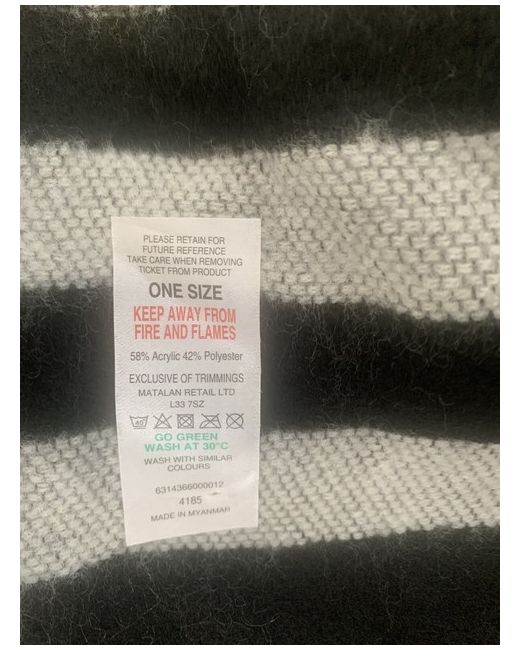 PLEASE RETAIN FOR
FUTURE REFERENCE
TAKE CARE WHEN REMOVING
TICKET FROM PRODUCT
ONE SIZE
KEEP AWAY FROM
FIRE AND FLAMES
58% Acrylic 42% Polyester
EXCLUSIVE OF TRIMMINGS
MATALAN RETAIL LTD
L33 7SZ
40
GO GREEN
WASH AT 30°C
WASH WITH SIMILAR
COLOURS
6314366000012
4185
MADE IN MYANMAR